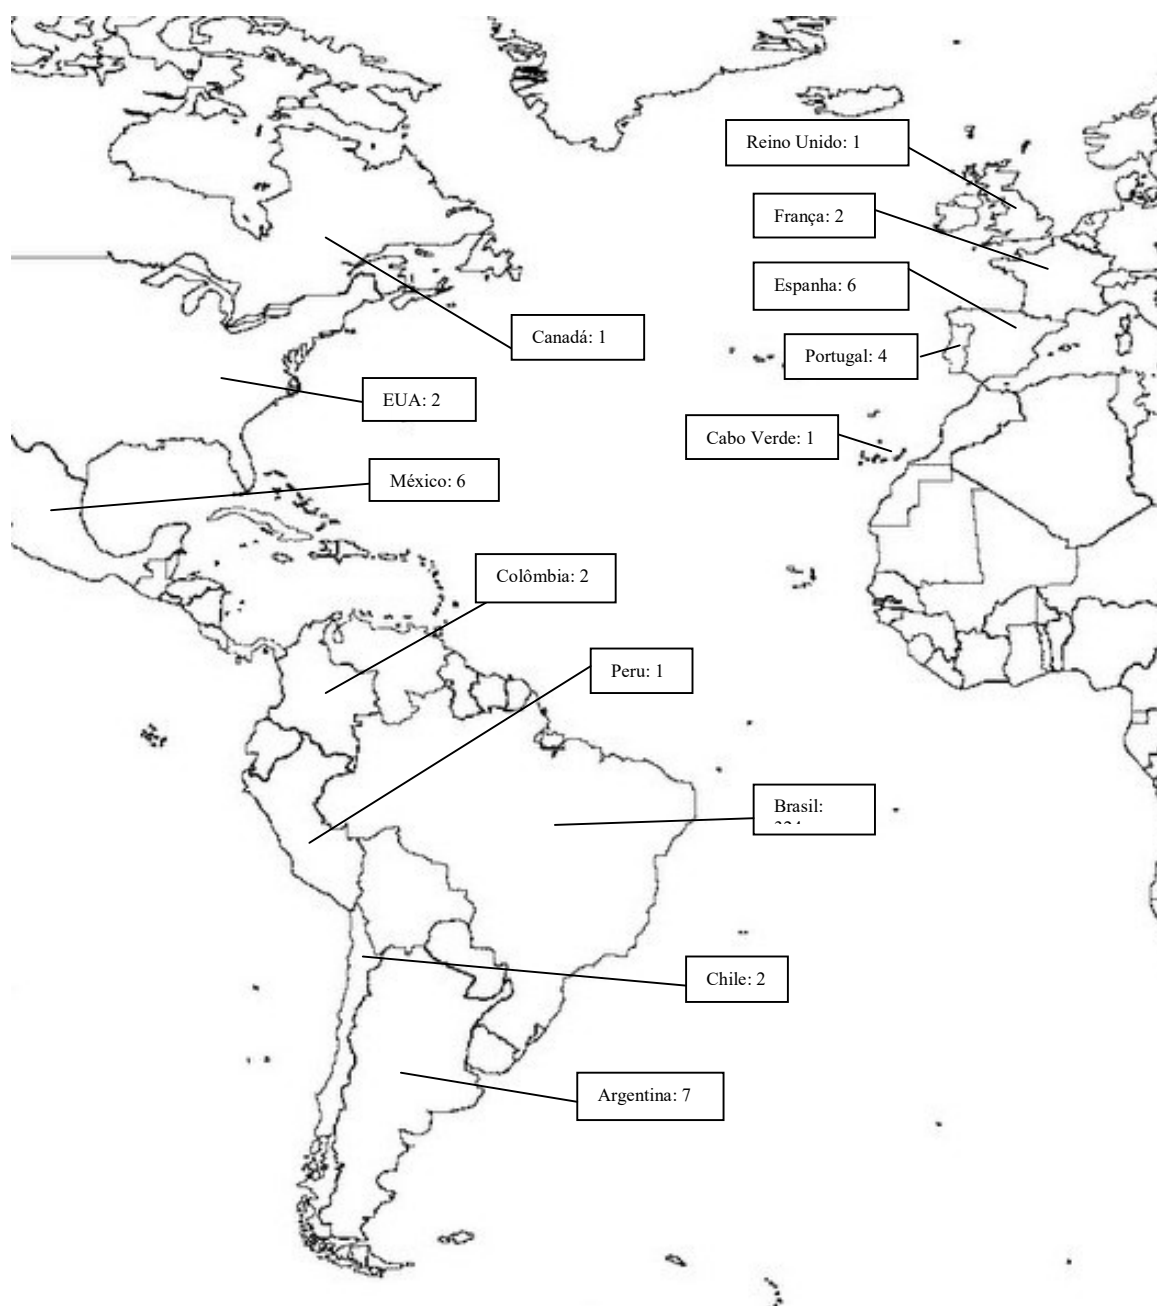 Reino Unido: 1
França: 2
Espanha: 6
Canadá: 1
Portugal: 4
EUA: 2
Cabo Verde: 1
México: 6
Colômbia: 2
Peru: 1
Brasil:
Chile: 2
Argentina: 7